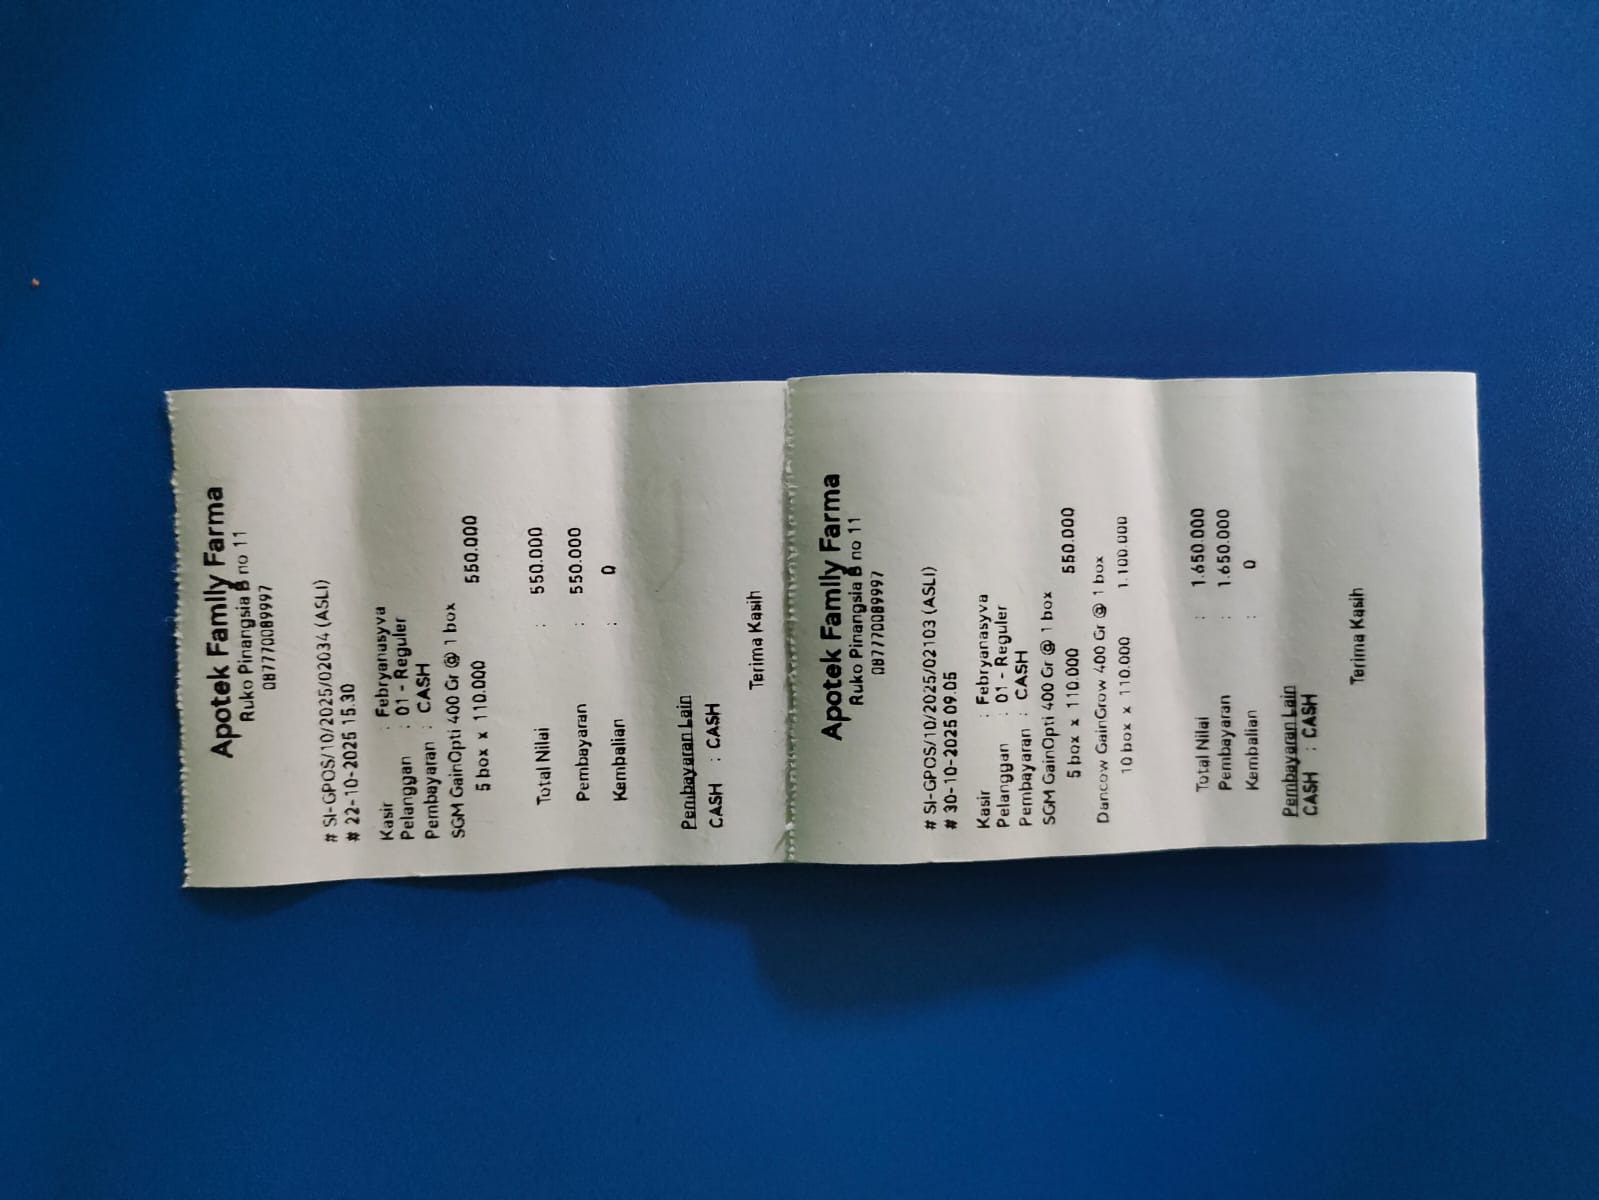 Apotek Family Farma
Ruko Pinangsia B no 11
087770089997
# SI-GPOS/10/2025/02034 (ASLI)
# 22-10-2025 15.30
Kasir : Febryanasyva
Pelanggan : 01 - Reguler
Pembayaran : CASH
SGM GainOpti 400 Gr @ 1 box
5 box x 110.000 550.000
Total Nilai : 550.000
Pembayaran : 550.000
Kembalian : 0
Pembayaran Lain
CASH : CASH
Terima Kasih
Apotek Family Farma
Ruko Pinangsia B no 11
087770089997
# SI-GPOS/10/2025/02103 (ASLI)
# 30-10-2025 09.05
Kasir : Febryanasyva
Pelanggan : 01 - Reguler
Pembayaran : CASH
SGM GainOpti 400 Gr @ 1 box
5 box x 110.000 550.000
Dancow GainGrow 400 Gr @ 1 box
10 box x 110.000 1.100.000
Total Nilai : 1.650.000
Pembayaran : 1.650.000
Kembalian : 0
Pembayaran Lain
CASH : CASH
Terima Kasih